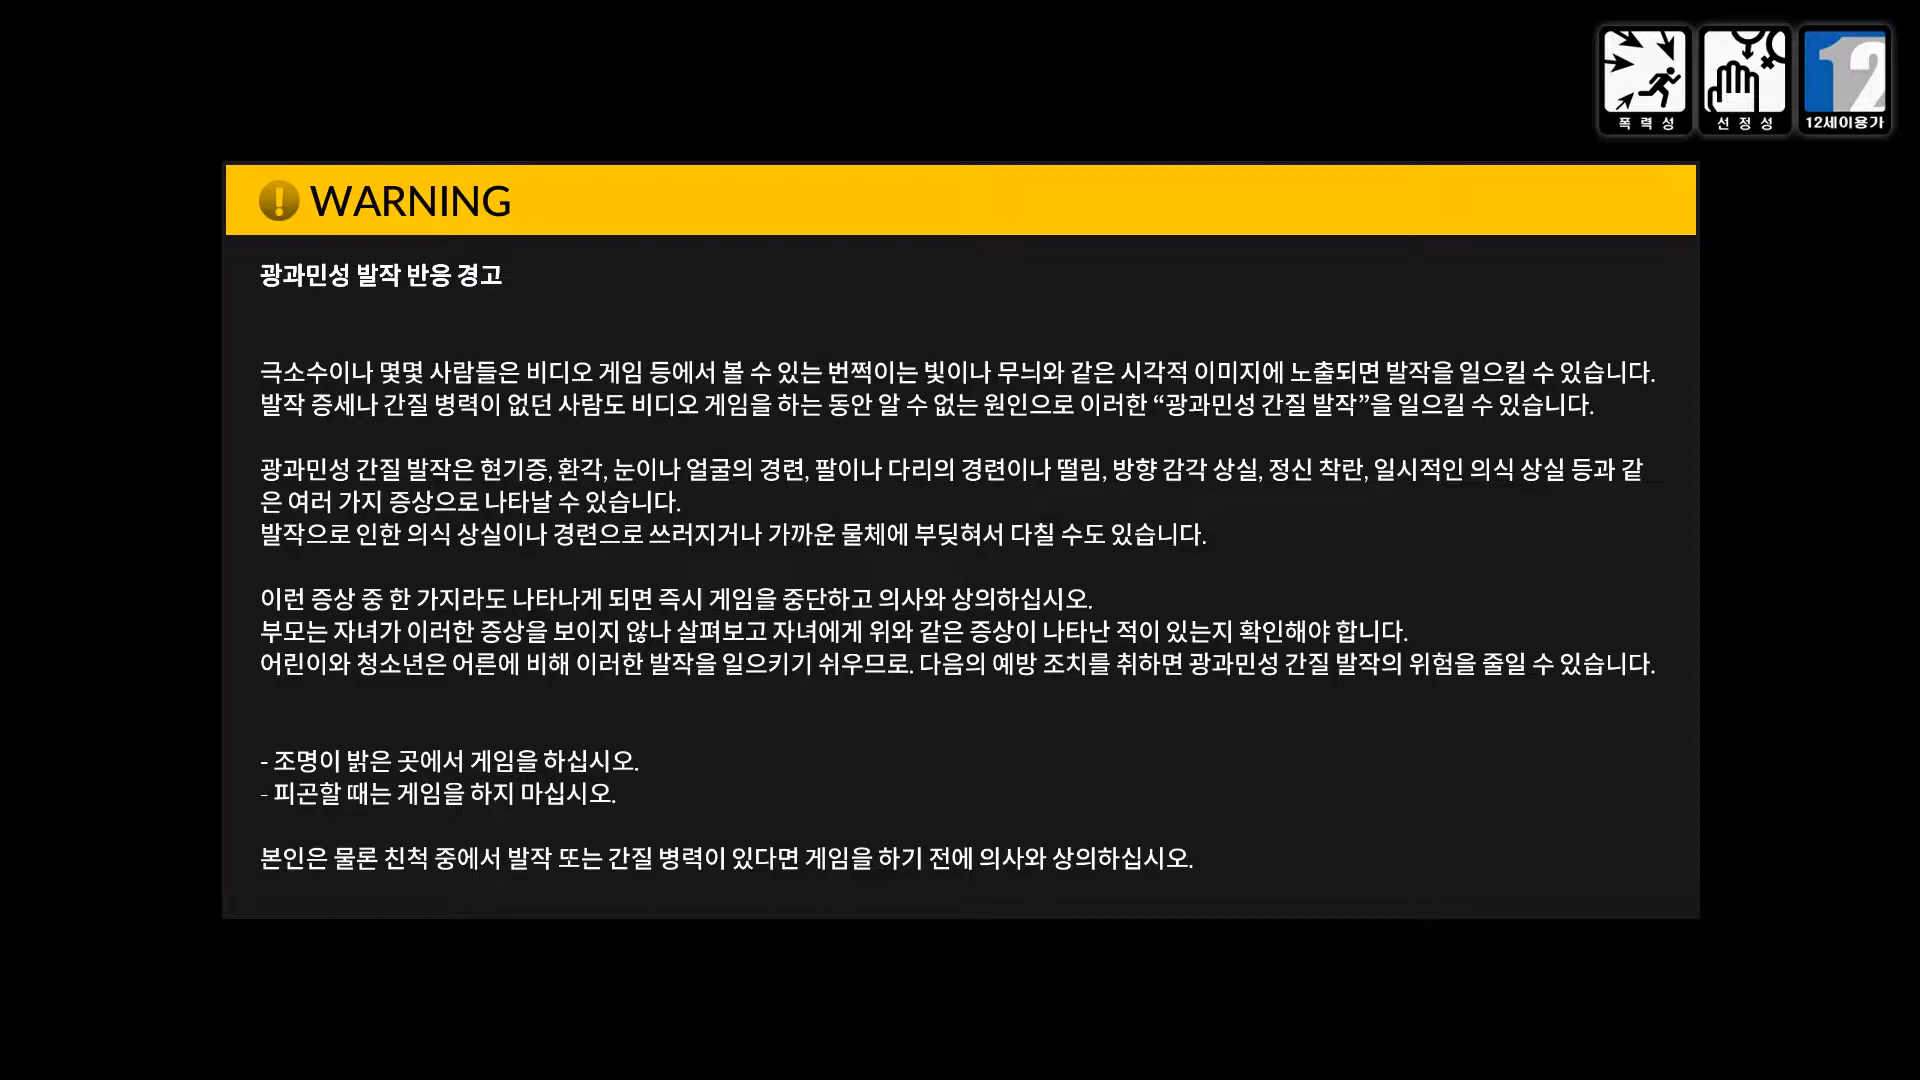 폭력성
선정성
12
12세이용가
! WARNING
광과민성 발작 반응 경고
극소수이나 몇몇 사람들은 비디오 게임 등에서 볼 수 있는 번쩍이는 빛이나 무늬와 같은 시각적 이미지에 노출되면 발작을 일으킬 수 있습니다.
발작 증세나 간질 병력이 없던 사람도 비디오 게임을 하는 동안 알 수 없는 원인으로 이러한 “광과민성 간질 발작”을 일으킬 수 있습니다.
광과민성 간질 발작은 현기증, 환각, 눈이나 얼굴의 경련, 팔이나 다리의 경련이나 떨림, 방향 감각 상실, 정신 착란, 일시적인 의식 상실 등과 같
은 여러 가지 증상으로 나타날 수 있습니다.
발작으로 인한 의식 상실이나 경련으로 쓰러지거나 가까운 물체에 부딪혀서 다칠 수도 있습니다.
이런 증상 중 한 가지라도 나타나게 되면 즉시 게임을 중단하고 의사와 상의하십시오.
부모는 자녀가 이러한 증상을 보이지 않나 살펴보고 자녀에게 위와 같은 증상이 나타난 적이 있는지 확인해야 합니다.
어린이와 청소년은 어른에 비해 이러한 발작을 일으키기 쉬우므로. 다음의 예방 조치를 취하면 광과민성 간질 발작의 위험을 줄일 수 있습니다.
- 조명이 밝은 곳에서 게임을 하십시오.
- 피곤할 때는 게임을 하지 마십시오.
본인은 물론 친척 중에서 발작 또는 간질 병력이 있다면 게임을 하기 전에 의사와 상의하십시오.